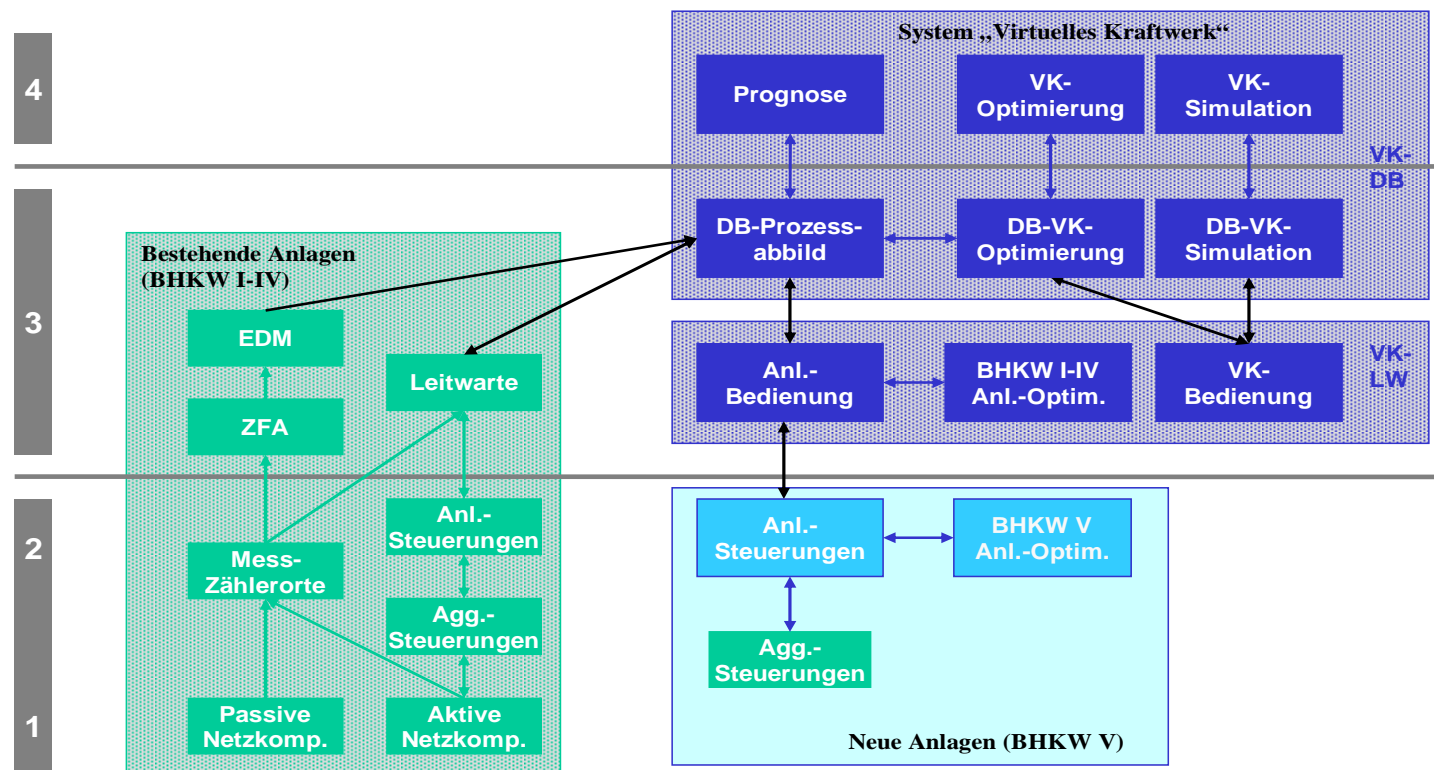 System „Virtuelles Kraftwerk“
4
Prognose
VK-
Optimierung
VK-
Simulation
VK-
DB
3
DB-Prozess-
abbild
DB-VK-
Optimierung
DB-VK-
Simulation
Bestehende Anlagen
(BHKW I-IV)
EDM
Leitwarte
ZFA
Anl.-
Bedienung
BHKW I-IV
Anl.-Optim.
VK-
Bedienung
VK-
LW
2
Anl.-
Steuerungen
Mess-
Zählerorte
Agg.-
Steuerungen
Anl.-
Steuerungen
BHKW V
Anl.-Optim.
Agg.-
Steuerungen
1
Passive
Netzkomp.
Aktive
Netzkomp.
Neue Anlagen (BHKW V)